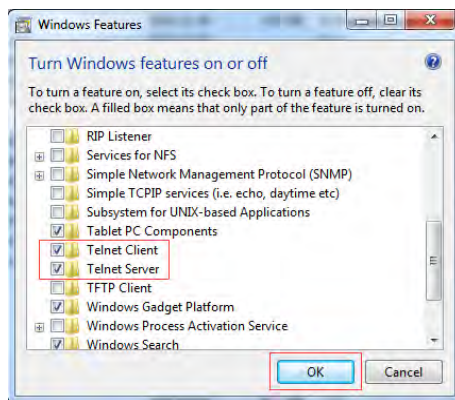 Windows Features
Turn Windows features on or off
To turn a feature on, select its check box. To turn a feature off, clear its
check box. A filled box means that only part of the feature is turned on.
RIP Listener
Services for NFS
Simple Network Management Protocol (SNMP)
Simple TCPIP services (i.e. echo, daytime etc)
Subsystem for UNIX-based Applications
Tablet PC Components
Telnet Client
Telnet Server
TFTP Client
Windows Gadget Platform
Windows Process Activation Service
Windows Search
OK Cancel